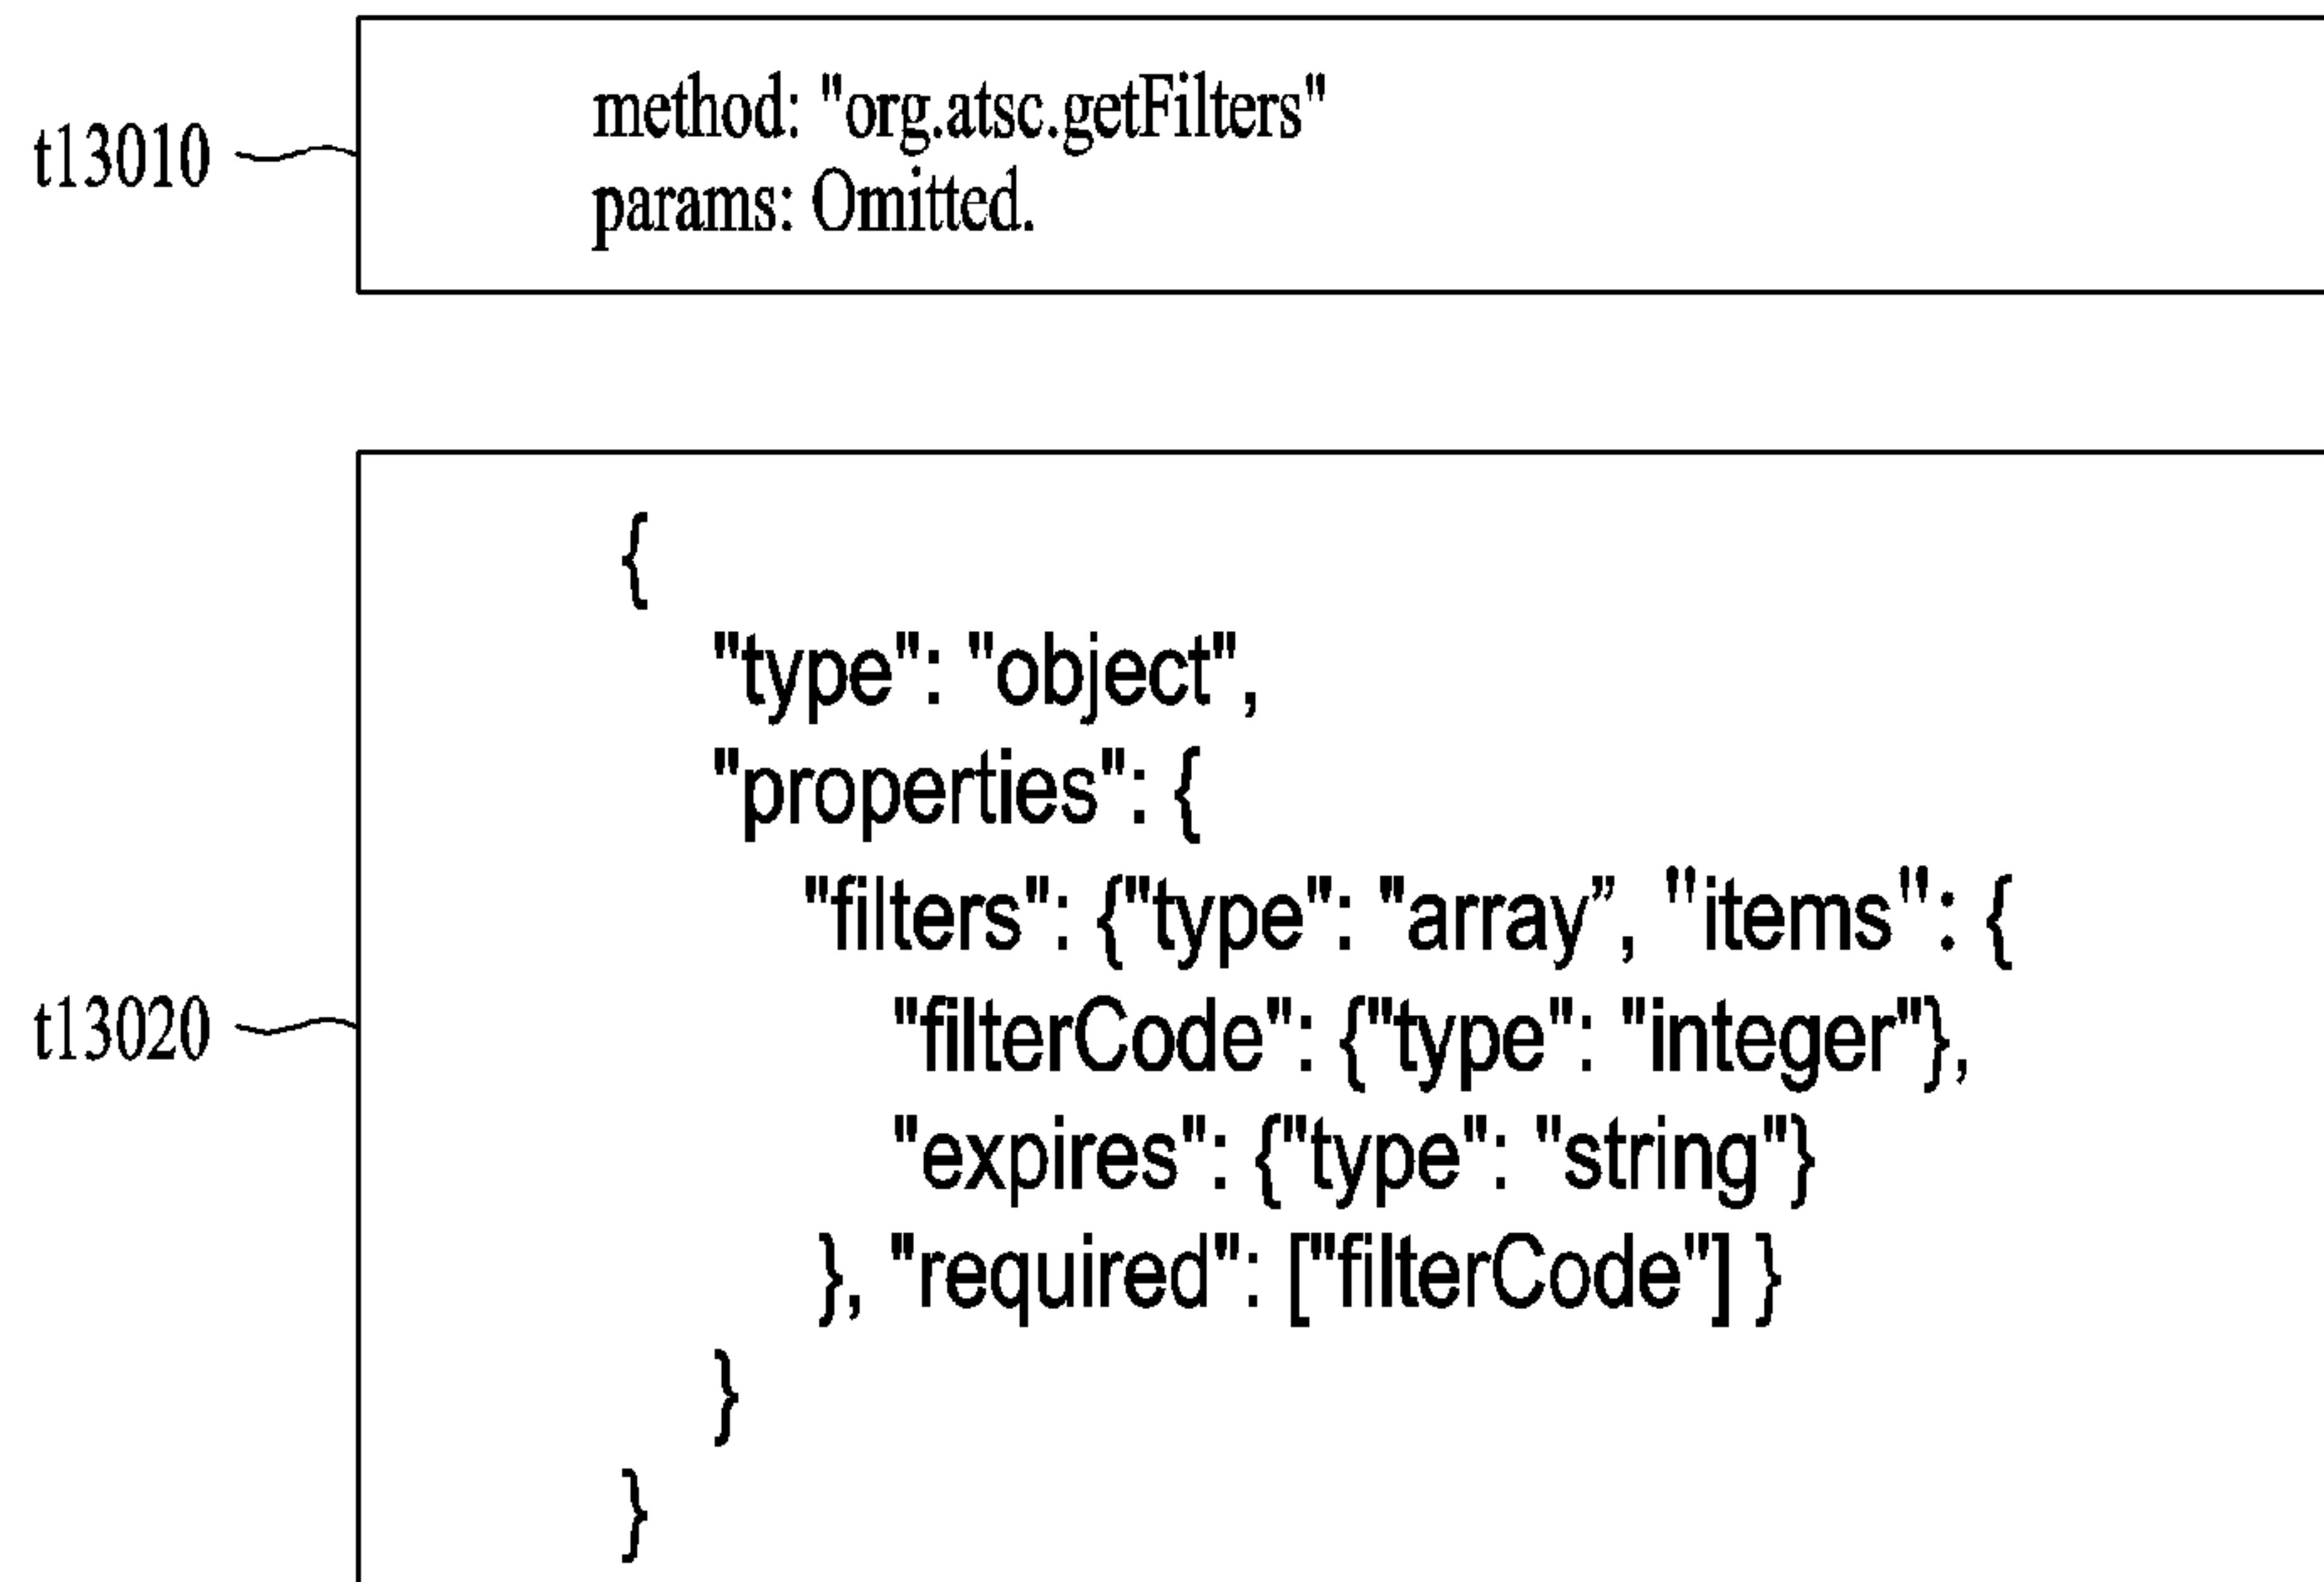 method: "org.atsc.getFilters"
t13010
params: Omitted.
{
"type": "object",
"properties": {
"filters": {"type": "array”, "items": {
t13020
"filterCode": {"type": "integer"},
"expires": {"type": "string"}
}, "required": ["filterCode"] }
}
}